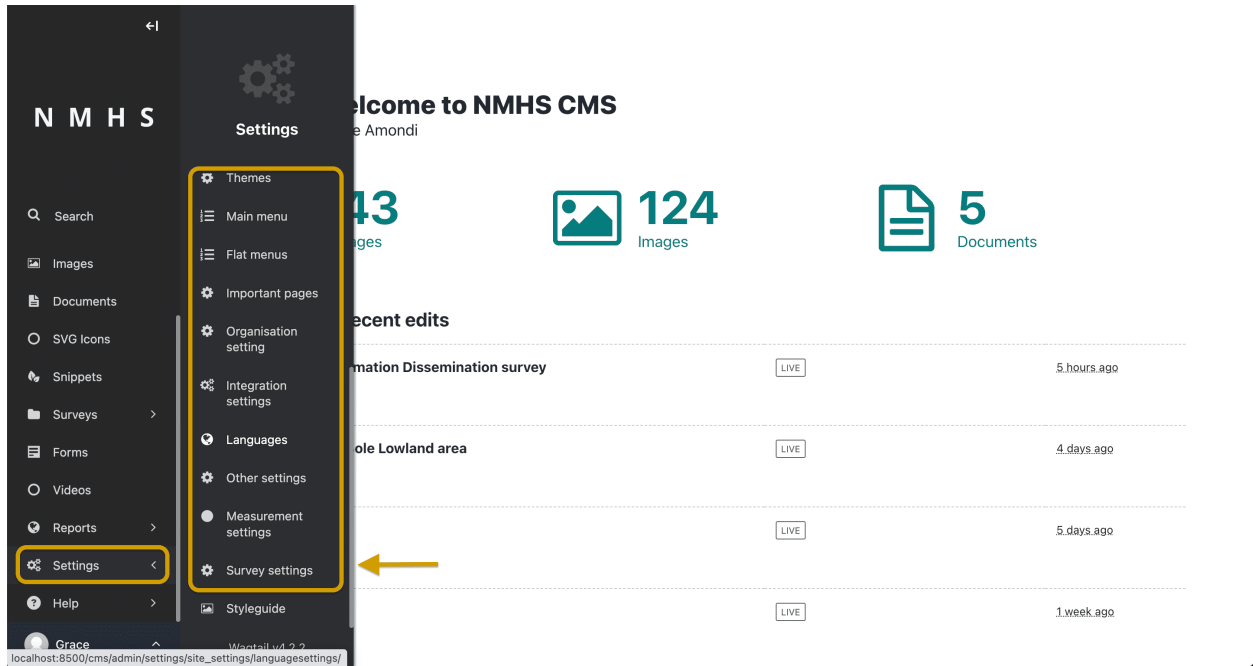 NMHS
Search
Images
Documents
SVG Icons
Snippets
Surveys
Forms
Videos
Reports
Settings
Help
Grace
localhost:8500/cms/admin/settings/site_settings/languagesettings/
Settings
Themes
Main menu
Flat menus
Important pages
Organisation
setting
Integration
settings
Languages
Other settings
Measurement
settings
Survey settings
Styleguide
Wagtail v4.2.2
elcome to NMHS CMS
e Amondi
43
ages
124
Images
5
Documents
ecent edits
mation Dissemination survey
LIVE
5 hours ago
ole Lowland area
LIVE
4 days ago
LIVE
5 days ago
LIVE
1 week ago